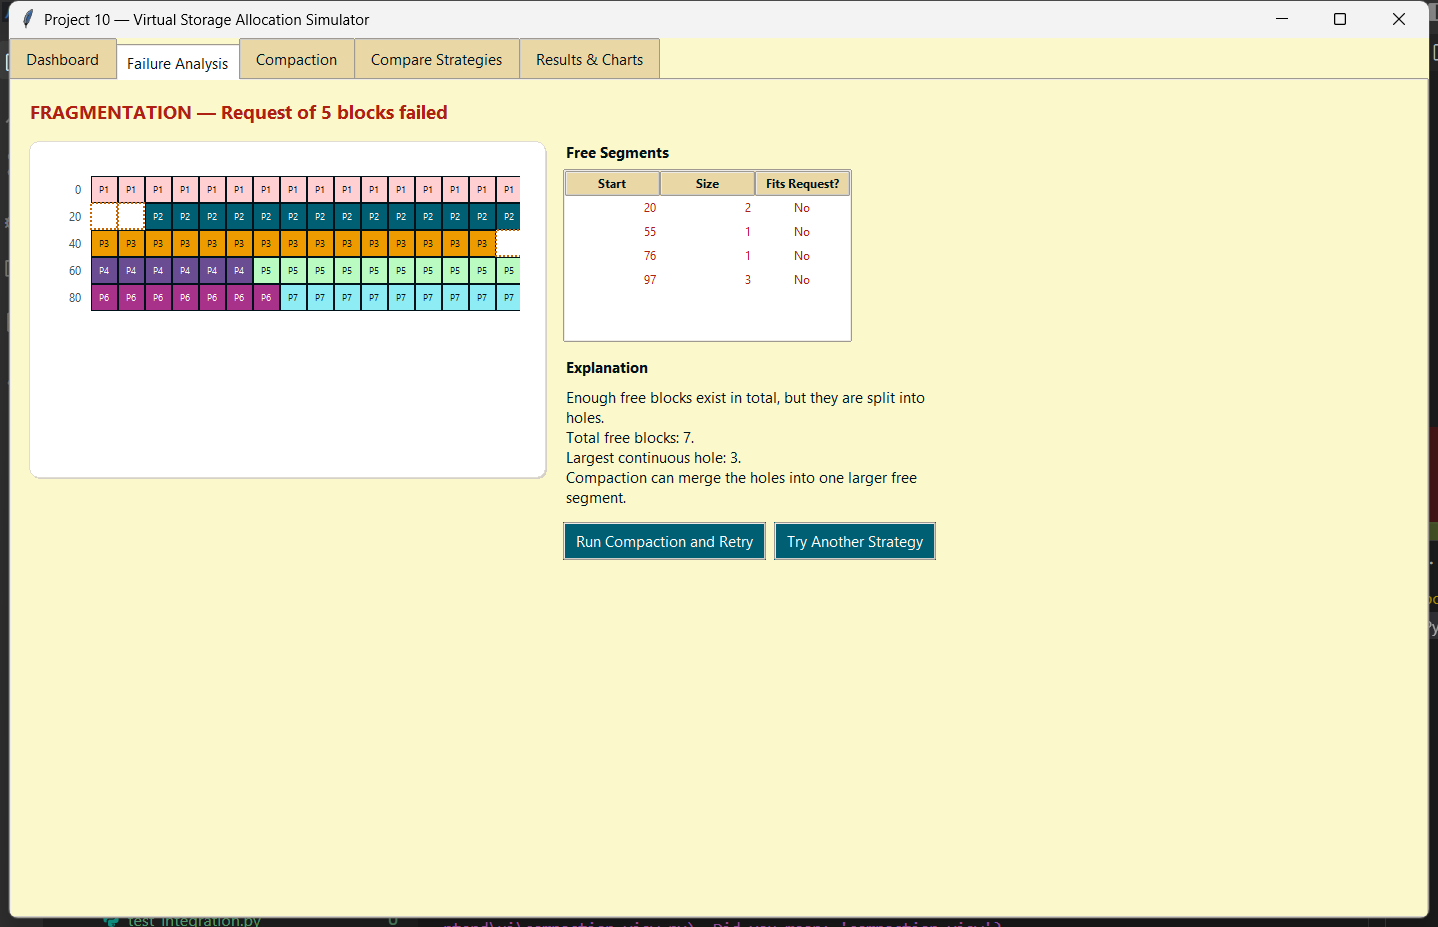 Project 10 — Virtual Storage Allocation Simulator
Dashboard Failure Analysis Compaction Compare Strategies Results & Charts
FRAGMENTATION — Request of 5 blocks failed
0 P1 P1 P1 P1 P1 P1 P1 P1 P1 P1 P1 P1 P1 P1 P1 P1
20 P2 P2 P2 P2 P2 P2 P2 P2 P2 P2 P2 P2 P2 P2
40 P3 P3 P3 P3 P3 P3 P3 P3 P3 P3 P3 P3 P3 P3 P3
60 P4 P4 P4 P4 P4 P4 P5 P5 P5 P5 P5 P5 P5 P5 P5 P5
80 P6 P6 P6 P6 P6 P6 P6 P7 P7 P7 P7 P7 P7 P7 P7 P7
Free Segments
Start Size Fits Request?
20 2 No
55 1 No
76 1 No
97 3 No
Explanation
Enough free blocks exist in total, but they are split into
holes.
Total free blocks: 7.
Largest continuous hole: 3.
Compaction can merge the holes into one larger free
segment.
Run Compaction and Retry Try Another Strategy
test_integration.py